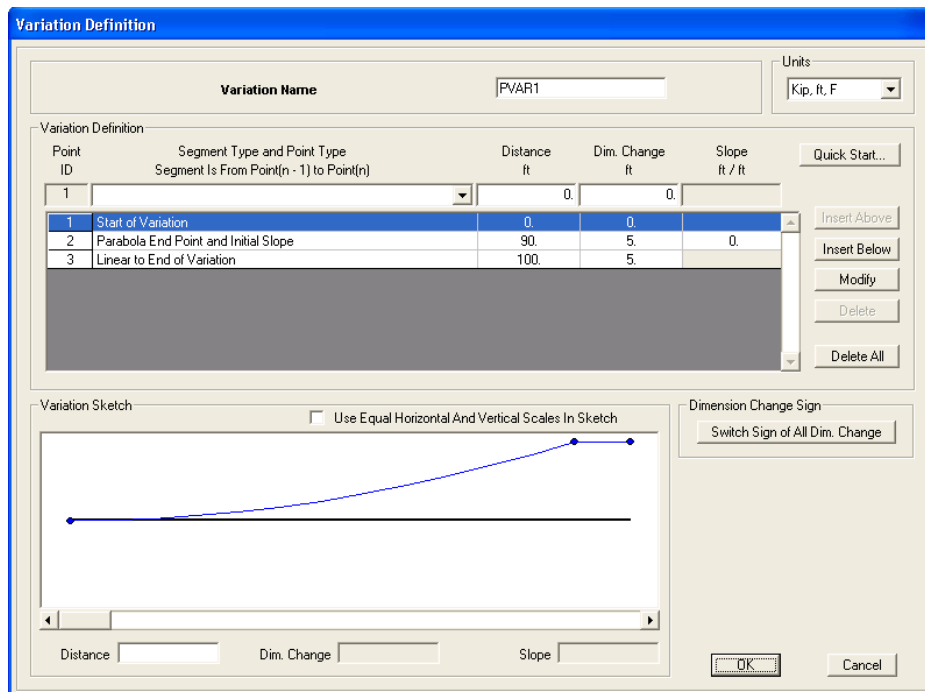 Variation Definition
Units
Variation Name PVAR1 Kip, ft, F
Variation Definition
Point Segment Type and Point Type Distance Dim. Change Slope
ID Segment Is From Point(n - 1) to Point(n) ft ft ft / ft
Quick Start...
1 0. 0.
1 Start of Variation 0. 0.
2 Parabola End Point and Initial Slope 90. 5. 0.
3 Linear to End of Variation 100. 5.
Insert Above
Insert Below
Modify
Delete
Delete All
Variation Sketch
Use Equal Horizontal And Vertical Scales In Sketch
Dimension Change Sign
Switch Sign of All Dim. Change
Distance Dim. Change Slope
OK Cancel